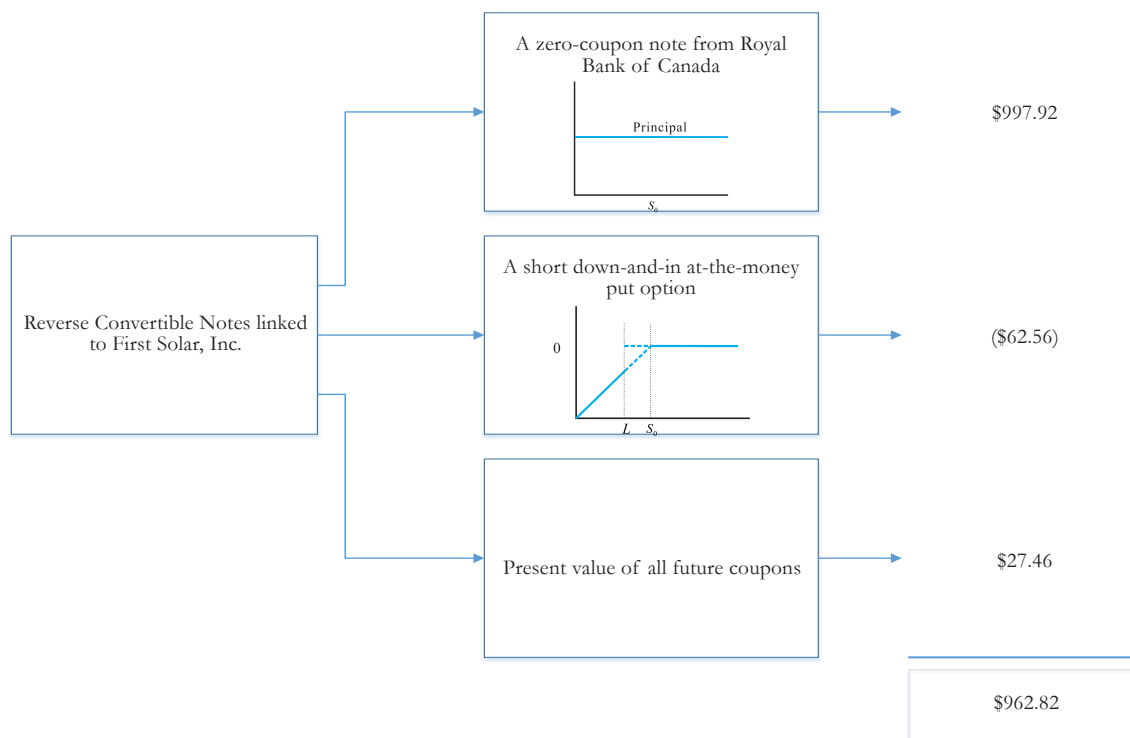 A zero-coupon note from Royal
Bank of Canada
Principal
S₀
$997.92
Reverse Convertible Notes linked
to First Solar, Inc.
A short down-and-in at-the-money
put option
0
L S₀
($62.56)
Present value of all future coupons
$27.46
$962.82